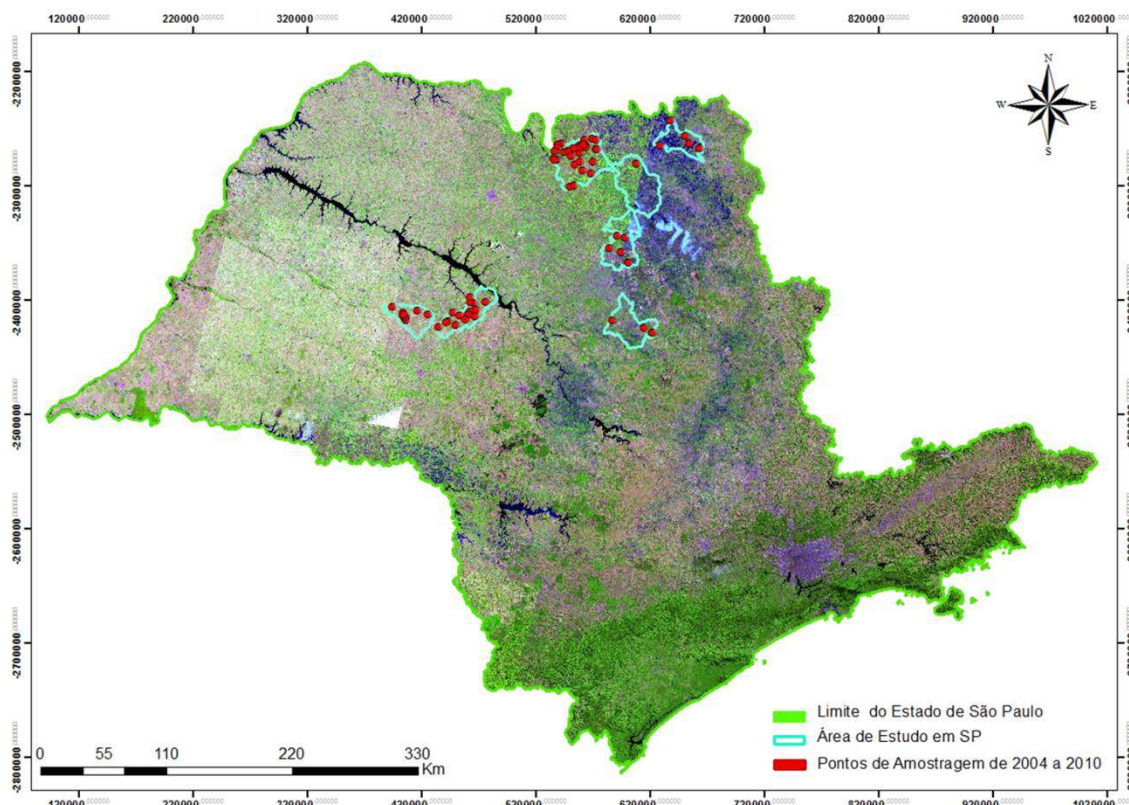 120000 220000 320000 420000 520000 620000 720000 820000 920000 1020000
N
W E
S
-2200000
-2300000
-2400000
-2500000
-2600000
-2700000
-2800000
Limite do Estado de São Paulo
Área de Estudo em SP
Pontos de Amostragem de 2004 a 2010
0 55 110 220 330
Km
120000 220000 320000 420000 520000 620000 720000 820000 920000 1020000